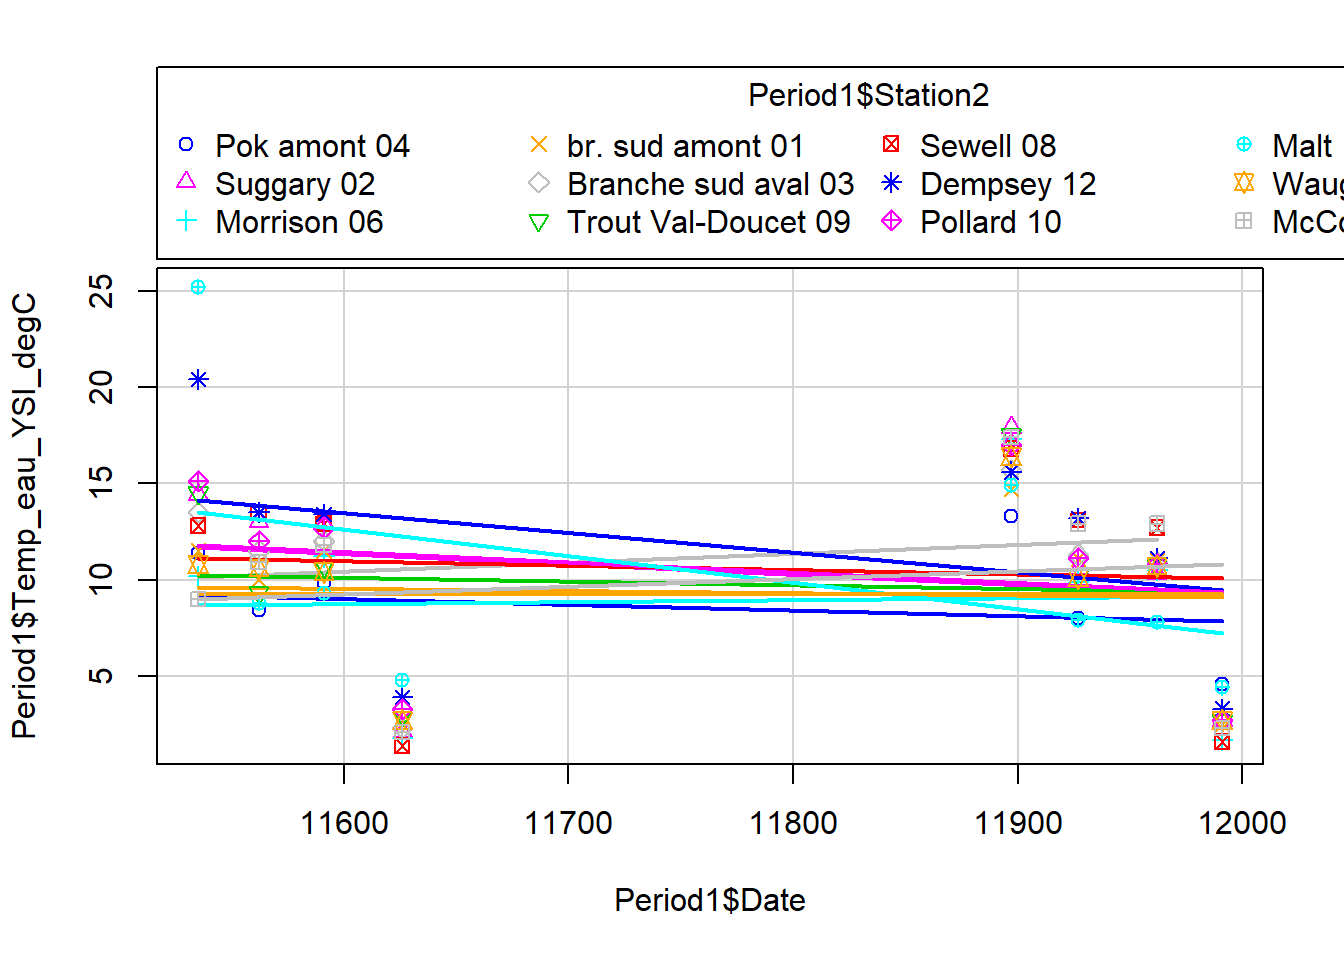 Period1$Station2
Pok amont 04 br. sud amont 01 Sewell 08 Malt
Suggary 02 Branche sud aval 03 Dempsey 12
Morrison 06 Trout Val-Doucet 09 Pollard 10
Period1$Temp_eau_YSI_degC
25
20
15
10
5
11600 11700 11800 11900 12000
Period1$Date